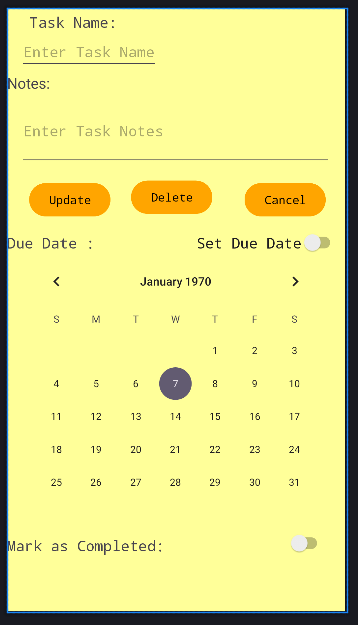 Task Name:
Enter Task Name
Notes:
Enter Task Notes
Update Delete Cancel
Due Date : Set Due Date
January 1970
S M T W T F S
1 2 3
4 5 6 7 8 9 10
11 12 13 14 15 16 17
18 19 20 21 22 23 24
25 26 27 28 29 30 31
Mark as Completed: